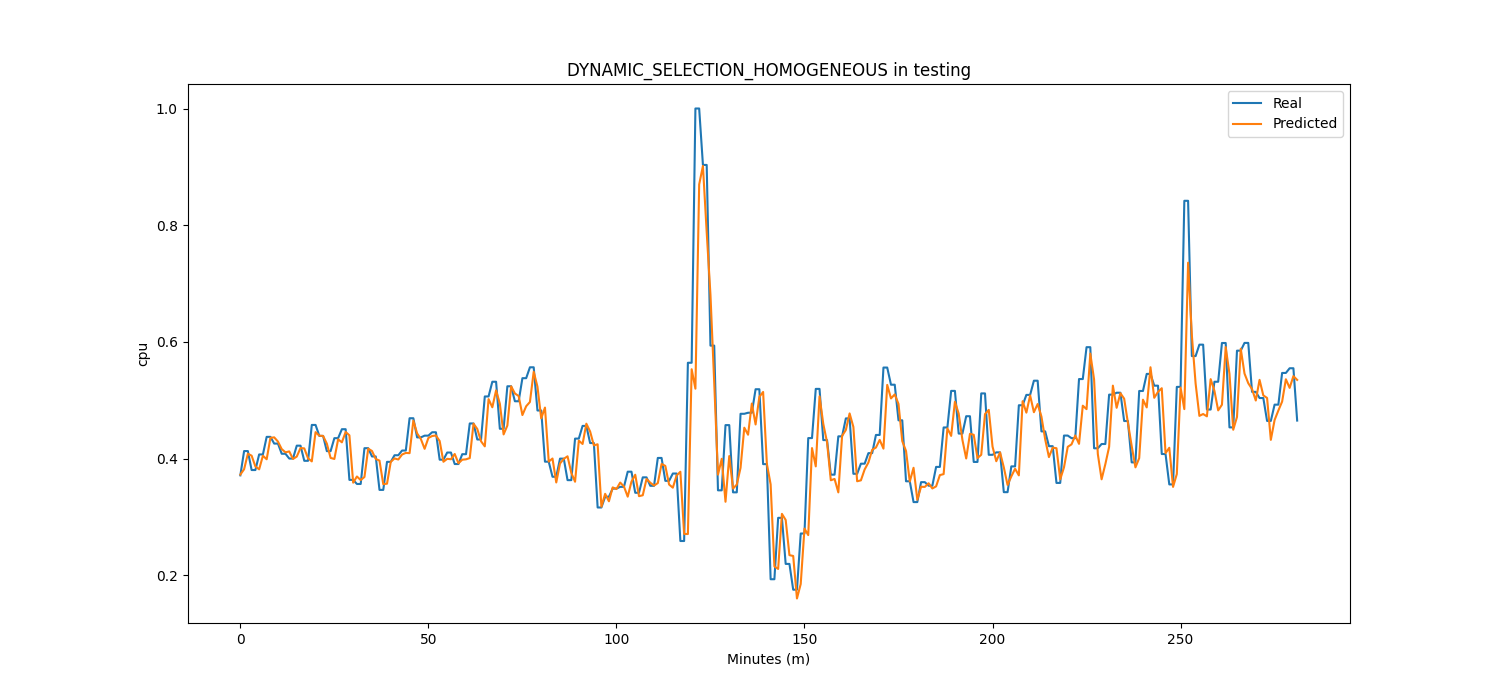 DYNAMIC_SELECTION_HOMOGENEOUS in testing
Real
Predicted
1.0
0.8
0.6
0.4
0.2
cpu
0
50
100
150
200
250
Minutes (m)